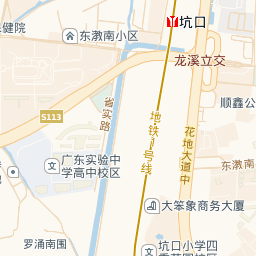 坑口
健院
东漖南小区
龙溪立交
省实路
S113
顺鑫公
地铁一号线
花地大道中
广东实验中
学高中校区
东漖南
大笨象商务大厦
罗涌南围
坑口小学四